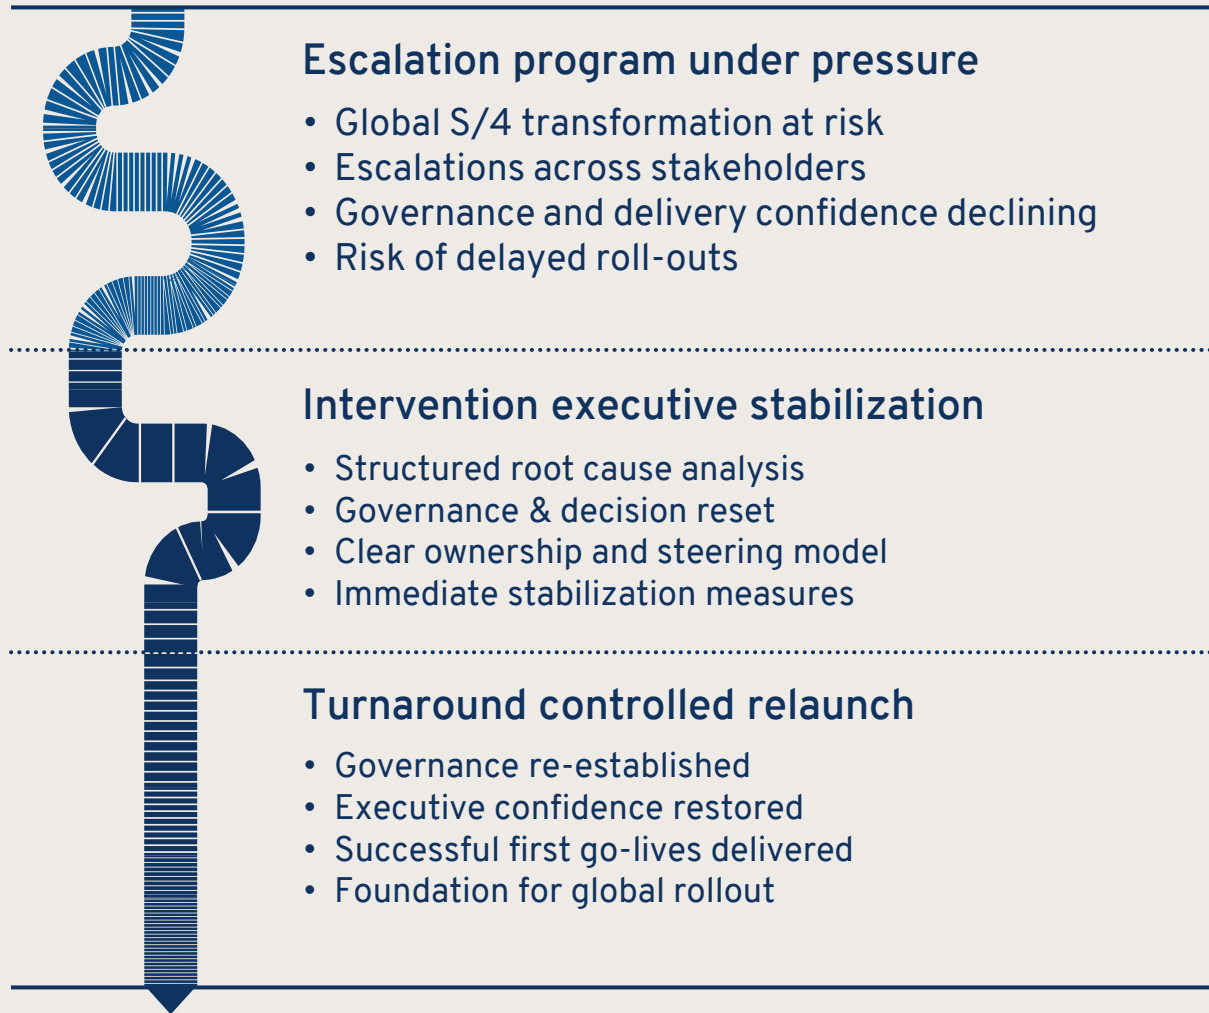 Escalation program under pressure
• Global S/4 transformation at risk
• Escalations across stakeholders
• Governance and delivery confidence declining
• Risk of delayed roll-outs
Intervention executive stabilization
• Structured root cause analysis
• Governance & decision reset
• Clear ownership and steering model
• Immediate stabilization measures
Turnaround controlled relaunch
• Governance re-established
• Executive confidence restored
• Successful first go-lives delivered
• Foundation for global rollout